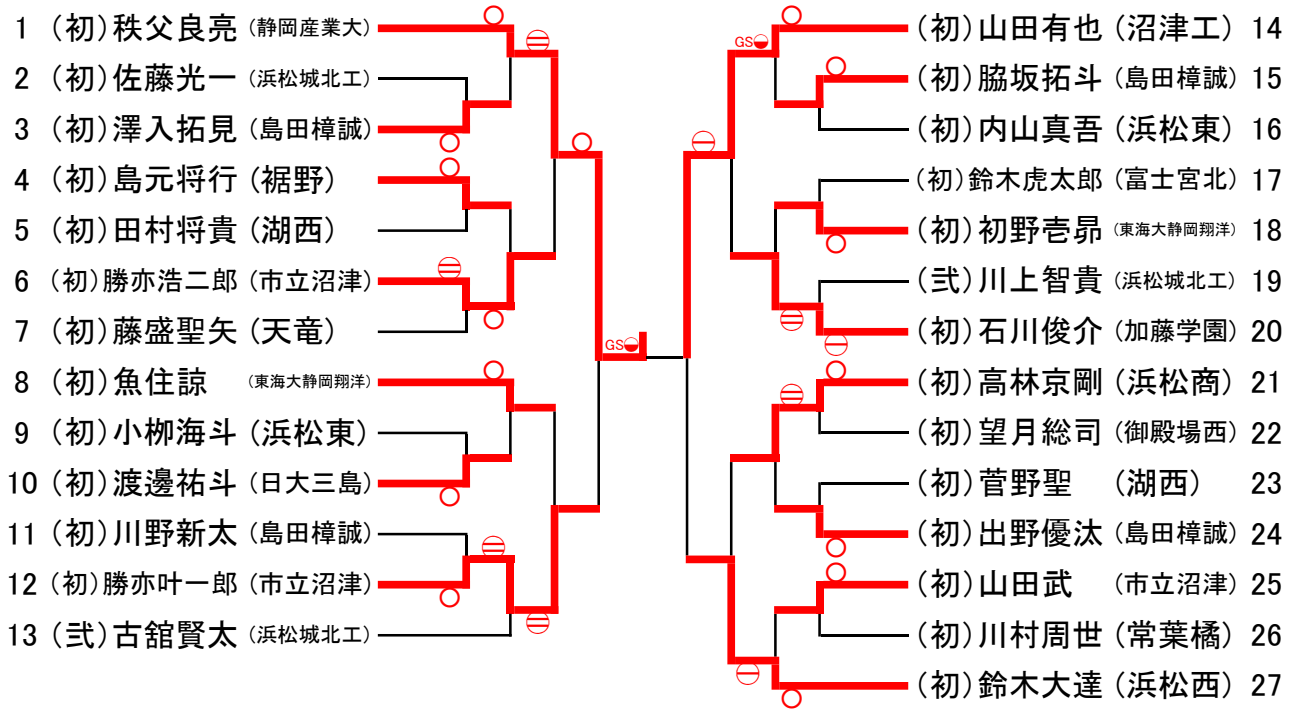 1 (初)秩父良亮 (静岡産業大)
2 (初)佐藤光一 (浜松城北工)
3 (初)澤入拓見 (島田樟誠)
4 (初)島元将行 (裾野)
5 (初)田村将貴 (湖西)
6 (初)勝亦浩二郎 (市立沼津)
7 (初)藤盛聖矢 (天竜)
8 (初)魚住諒 (東海大静岡翔洋)
9 (初)小栁海斗 (浜松東)
10 (初)渡邊祐斗 (日大三島)
11 (初)川野新太 (島田樟誠)
12 (初)勝亦叶一郎 (市立沼津)
13 (弐)古舘賢太 (浜松城北工)
GS
GS
(初)山田有也 (沼津工) 14
(初)脇坂拓斗 (島田樟誠) 15
(初)内山真吾 (浜松東) 16
(初)鈴木虎太郎 (富士宮北) 17
(初)初野壱昴 (東海大静岡翔洋) 18
(弐)川上智貴 (浜松城北工) 19
(初)石川俊介 (加藤学園) 20
(初)高林京剛 (浜松商) 21
(初)望月総司 (御殿場西) 22
(初)菅野聖 (湖西) 23
(初)出野優汰 (島田樟誠) 24
(初)山田武 (市立沼津) 25
(初)川村周世 (常葉橘) 26
(初)鈴木大達 (浜松西) 27